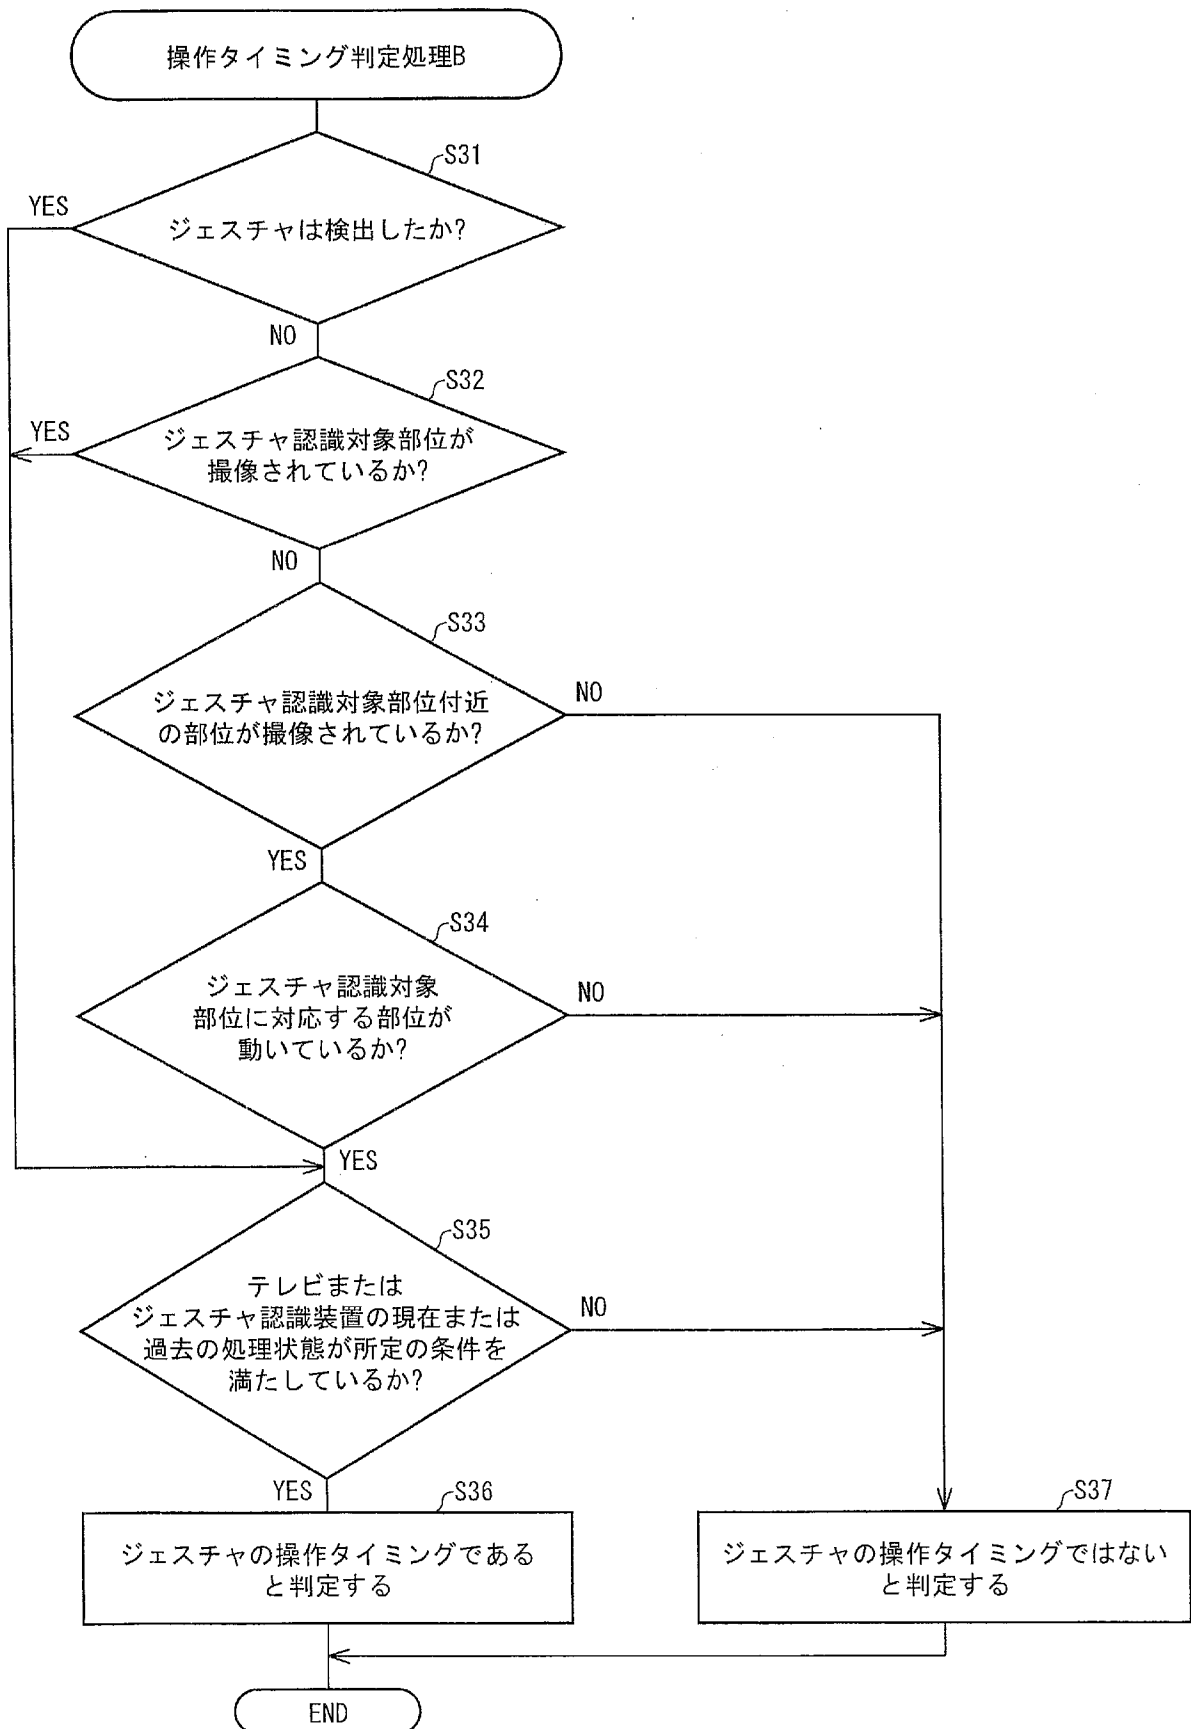 操作タイミング判定処理B
S31
YES
ジェスチャは検出したか?
NO
S32
YES
ジェスチャ認識対象部位が
撮像されているか?
NO
S33
ジェスチャ認識対象部位付近
の部位が撮像されているか?
NO
YES
S34
ジェスチャ認識対象
部位に対応する部位が
動いているか?
NO
YES
S35
テレビまたは
ジェスチャ認識装置の現在または
過去の処理状態が所定の条件を
満たしているか?
NO
YES
S36
ジェスチャの操作タイミングである
と判定する
S37
ジェスチャの操作タイミングではない
と判定する
END